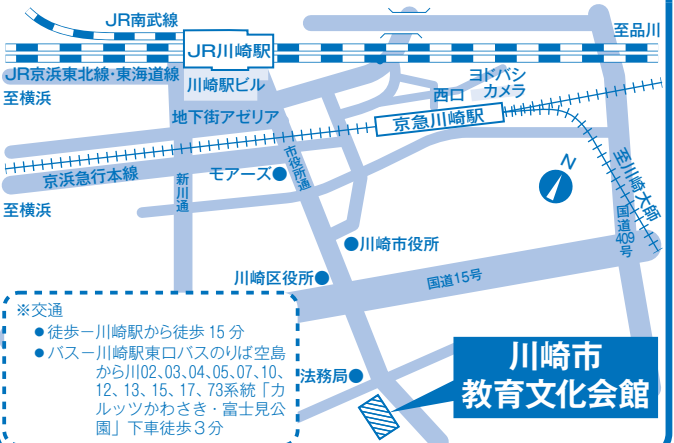 JR南武線
JR川崎駅
至品川
JR京浜東北線・東海道線
川崎駅ビル
ヨドバシ
カメラ
至横浜
西口
地下街アゼリア
京急川崎駅
市役所通
モアーズ
京浜急行本線
新川通
至川崎大師
N
至横浜
国道409号
川崎市役所
川崎区役所
国道15号
※交通
●徒歩－川崎駅から徒歩15分
●バス－川崎駅東口バスのりば空島
から川02、03、04、05、07、10、
12、13、15、17、73系統「カ
ルッツかわさき・富士見公
園」下車徒歩3分
法務局
川崎市
教育文化会館